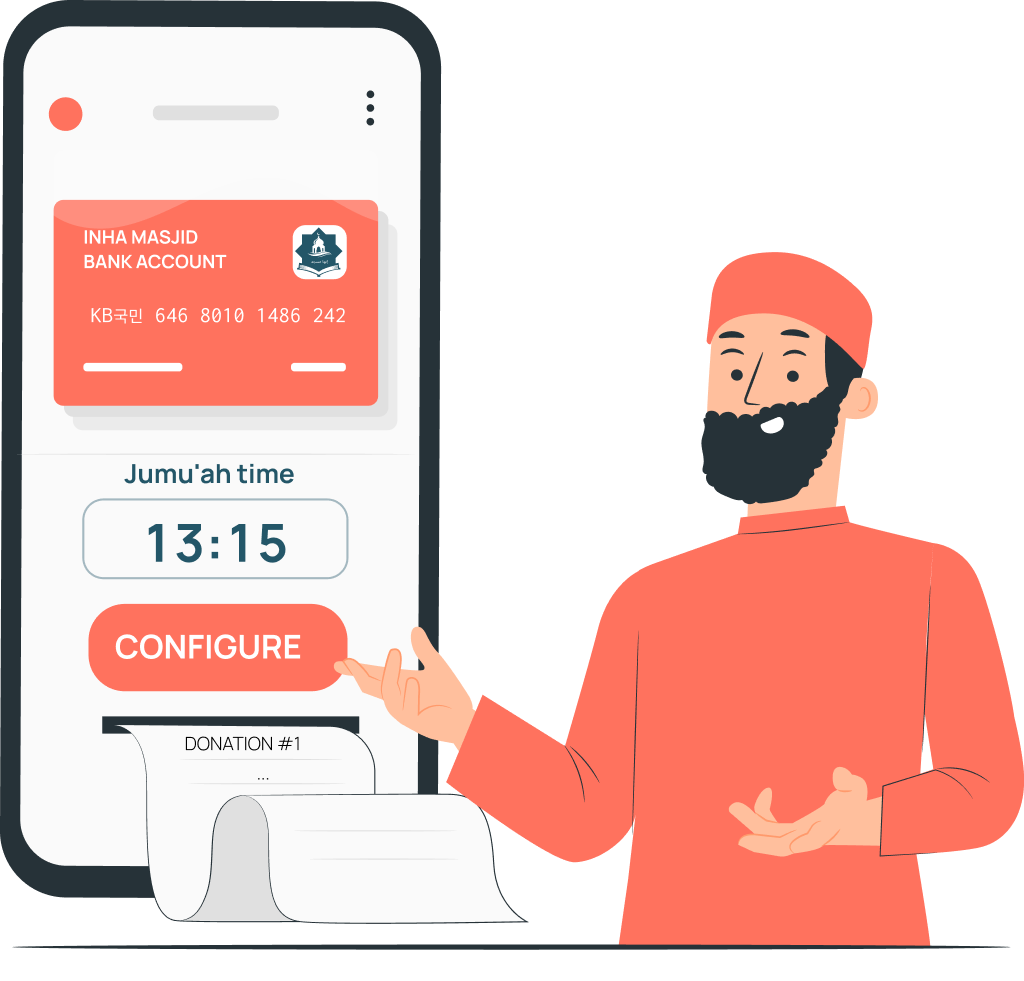 INHA MASJID
BANK ACCOUNT
KB국민 646 8010 1486 242
Jumu'ah time
13:15
CONFIGURE
DONATION #1
...